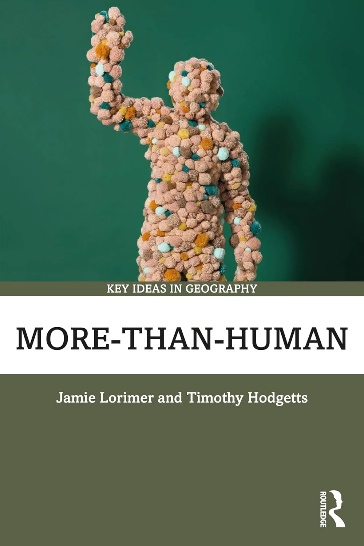 KEY IDEAS IN GEOGRAPHY
MORE-THAN-HUMAN
Jamie Lorimer and Timothy Hodgetts
ROUTLEDGE